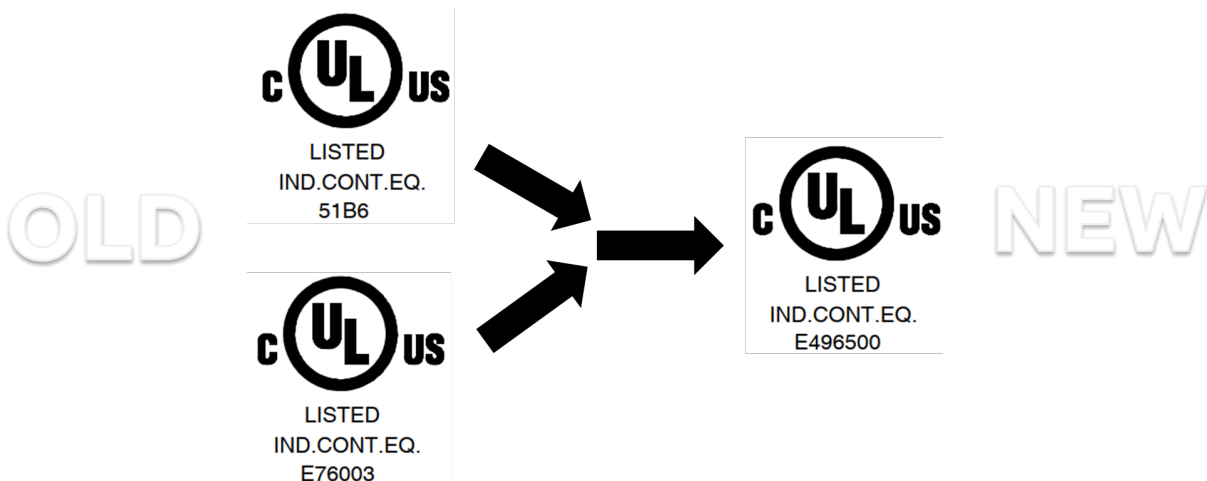 C UL US
LISTED
IND.CONT.EQ.
51B6
OLD
C UL US
LISTED
IND.CONT.EQ.
E76003
C UL US
LISTED
IND.CONT.EQ.
E496500
NEW